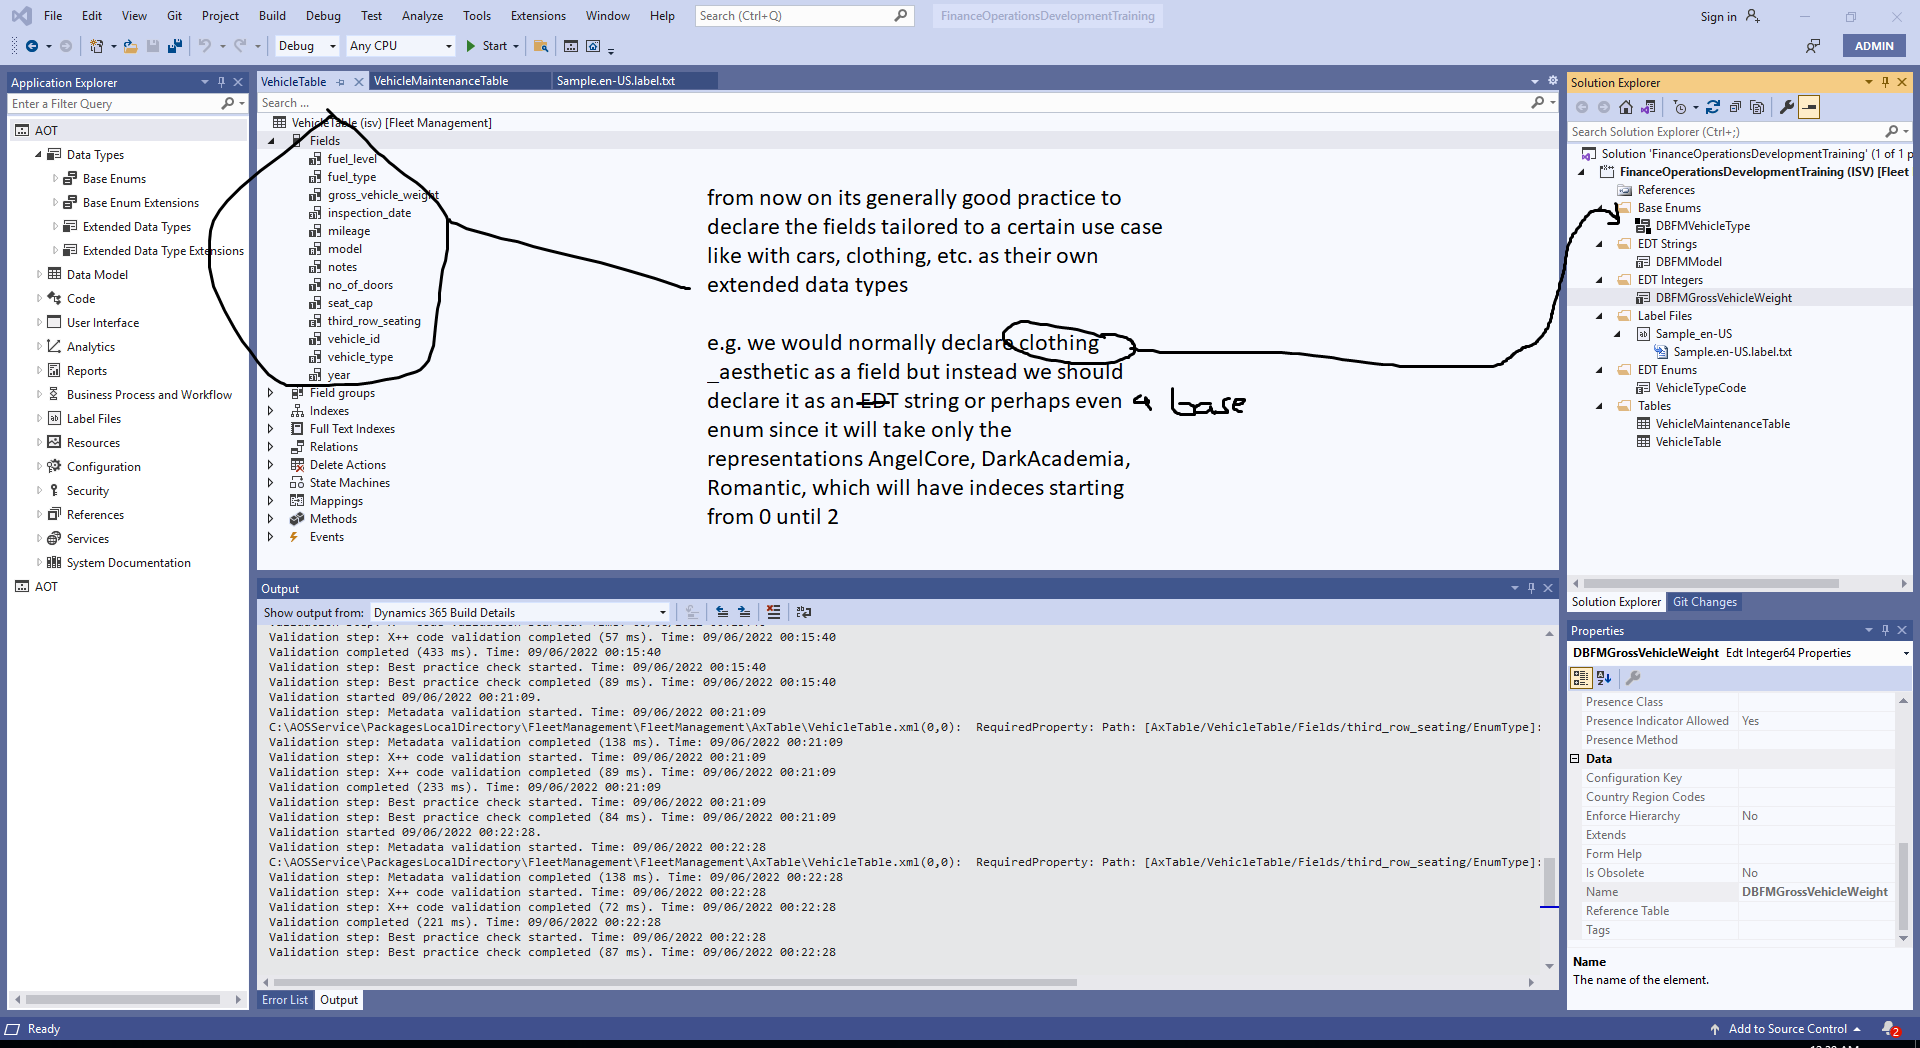 File Edit View Git Project Build Debug Test Analyze Tools Extensions Window Help Search (Ctrl+Q) FinanceOperationsDevelopmentTraining Sign in
Debug Any CPU Start ADMIN
Application Explorer
Enter a Filter Query
AOT
Data Types
Base Enums
Base Enum Extensions
Extended Data Types
Extended Data Type Extensions
Data Model
Code
User Interface
Analytics
Reports
Business Process and Workflow
Label Files
Resources
Configuration
Security
References
Services
System Documentation
AOT
VehicleTable VehicleMaintenanceTable Sample.en-US.label.txt
Search ...
VehicleTable (isv) [Fleet Management]
Fields
fuel_level
fuel_type
gross_vehicle_weight
inspection_date
mileage
model
notes
no_of_doors
seat_cap
third_row_seating
vehicle_id
vehicle_type
year
Field groups
Indexes
Full Text Indexes
Relations
Delete Actions
State Machines
Mappings
Methods
Events
from now on its generally good practice to
declare the fields tailored to a certain use case
like with cars, clothing, etc. as their own
extended data types
e.g. we would normally declare clothing
_aesthetic as a field but instead we should
declare it as an EDT string or perhaps even a base
enum since it will take only the
representations AngelCore, DarkAcademia,
Romantic, which will have indeces starting
from 0 until 2
Output
Show output from: Dynamics 365 Build Details
Validation step: X++ code validation completed (57 ms). Time: 09/06/2022 00:15:40
Validation completed (433 ms). Time: 09/06/2022 00:15:40
Validation step: Best practice check started. Time: 09/06/2022 00:15:40
Validation step: Best practice check completed (89 ms). Time: 09/06/2022 00:15:40
Validation started 09/06/2022 00:21:09.
Validation step: Metadata validation started. Time: 09/06/2022 00:21:09
C:\AOSService\PackagesLocalDirectory\FleetManagement\FleetManagement\AxTable\VehicleTable.xml(0,0): RequiredProperty: Path: [AxTable/VehicleTable/Fields/third_row_seating/EnumType]:
Validation step: Metadata validation completed (138 ms). Time: 09/06/2022 00:21:09
Validation step: X++ code validation started. Time: 09/06/2022 00:21:09
Validation step: X++ code validation completed (89 ms). Time: 09/06/2022 00:21:09
Validation completed (233 ms). Time: 09/06/2022 00:21:09
Validation step: Best practice check started. Time: 09/06/2022 00:21:09
Validation step: Best practice check completed (84 ms). Time: 09/06/2022 00:21:09
Validation started 09/06/2022 00:22:28.
Validation step: Metadata validation started. Time: 09/06/2022 00:22:28
C:\AOSService\PackagesLocalDirectory\FleetManagement\FleetManagement\AxTable\VehicleTable.xml(0,0): RequiredProperty: Path: [AxTable/VehicleTable/Fields/third_row_seating/EnumType]:
Validation step: Metadata validation completed (138 ms). Time: 09/06/2022 00:22:28
Validation step: X++ code validation started. Time: 09/06/2022 00:22:28
Validation step: X++ code validation completed (72 ms). Time: 09/06/2022 00:22:28
Validation completed (221 ms). Time: 09/06/2022 00:22:28
Validation step: Best practice check started. Time: 09/06/2022 00:22:28
Validation step: Best practice check completed (87 ms). Time: 09/06/2022 00:22:28
Error List Output
Solution Explorer
Search Solution Explorer (Ctrl+;)
Solution 'FinanceOperationsDevelopmentTraining' (1 of 1 p
FinanceOperationsDevelopmentTraining (ISV) [Fleet
References
Base Enums
DBFMVehicleType
EDT Strings
DBFMModel
EDT Integers
DBFMGrossVehicleWeight
Label Files
Sample_en-US
Sample.en-US.label.txt
EDT Enums
VehicleTypeCode
Tables
VehicleMaintenanceTable
VehicleTable
Solution Explorer Git Changes
Properties
DBFMGrossVehicleWeight Edt Integer64 Properties
Presence Class
Presence Indicator Allowed Yes
Presence Method
Data
Configuration Key
Country Region Codes
Enforce Hierarchy No
Extends
Form Help
Is Obsolete No
Name DBFMGrossVehicleWeight
Reference Table
Tags
Name
The name of the element.
Ready Add to Source Control 2